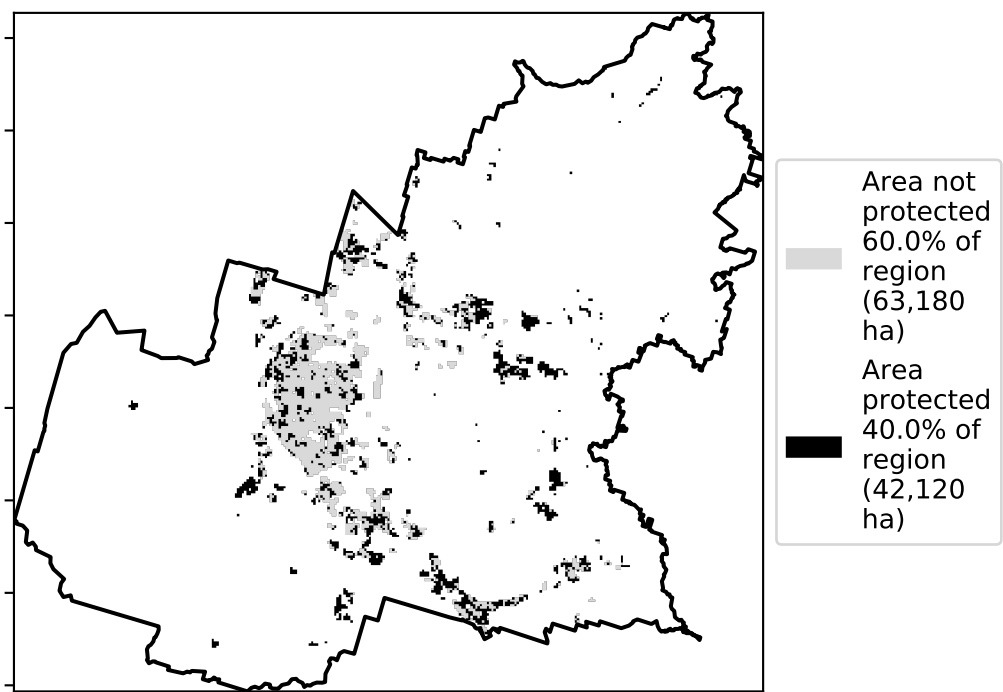 Area not
protected
60.0% of
region
(63,180
ha)
Area
protected
40.0% of
region
(42,120
ha)